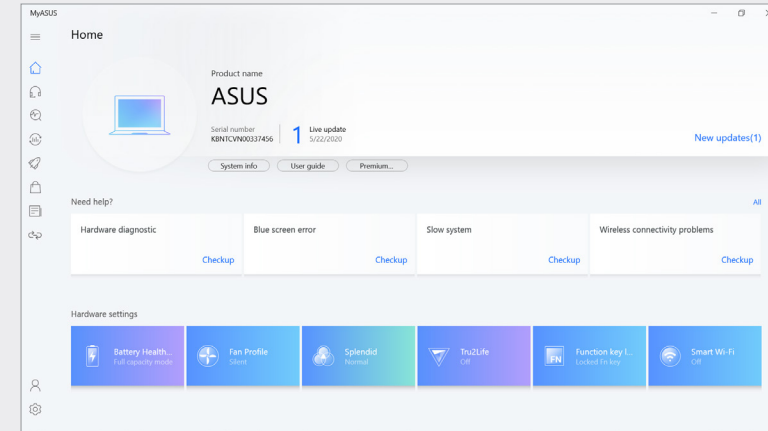 MyASUS
Home
Product name
ASUS
Serial number
KBNTCVN00337456
1
Live update
5/22/2020
New updates(1)
System info
User guide
Premium...
Need help?
All
Hardware diagnostic
Checkup
Blue screen error
Checkup
Slow system
Checkup
Wireless connectivity problems
Checkup
Hardware settings
Battery Health...
Full capacity mode
Fan Profile
Silent
Splendid
Normal
Tru2Life
Off
FN
Function key l...
Locked Fn key
Smart Wi-Fi
Off